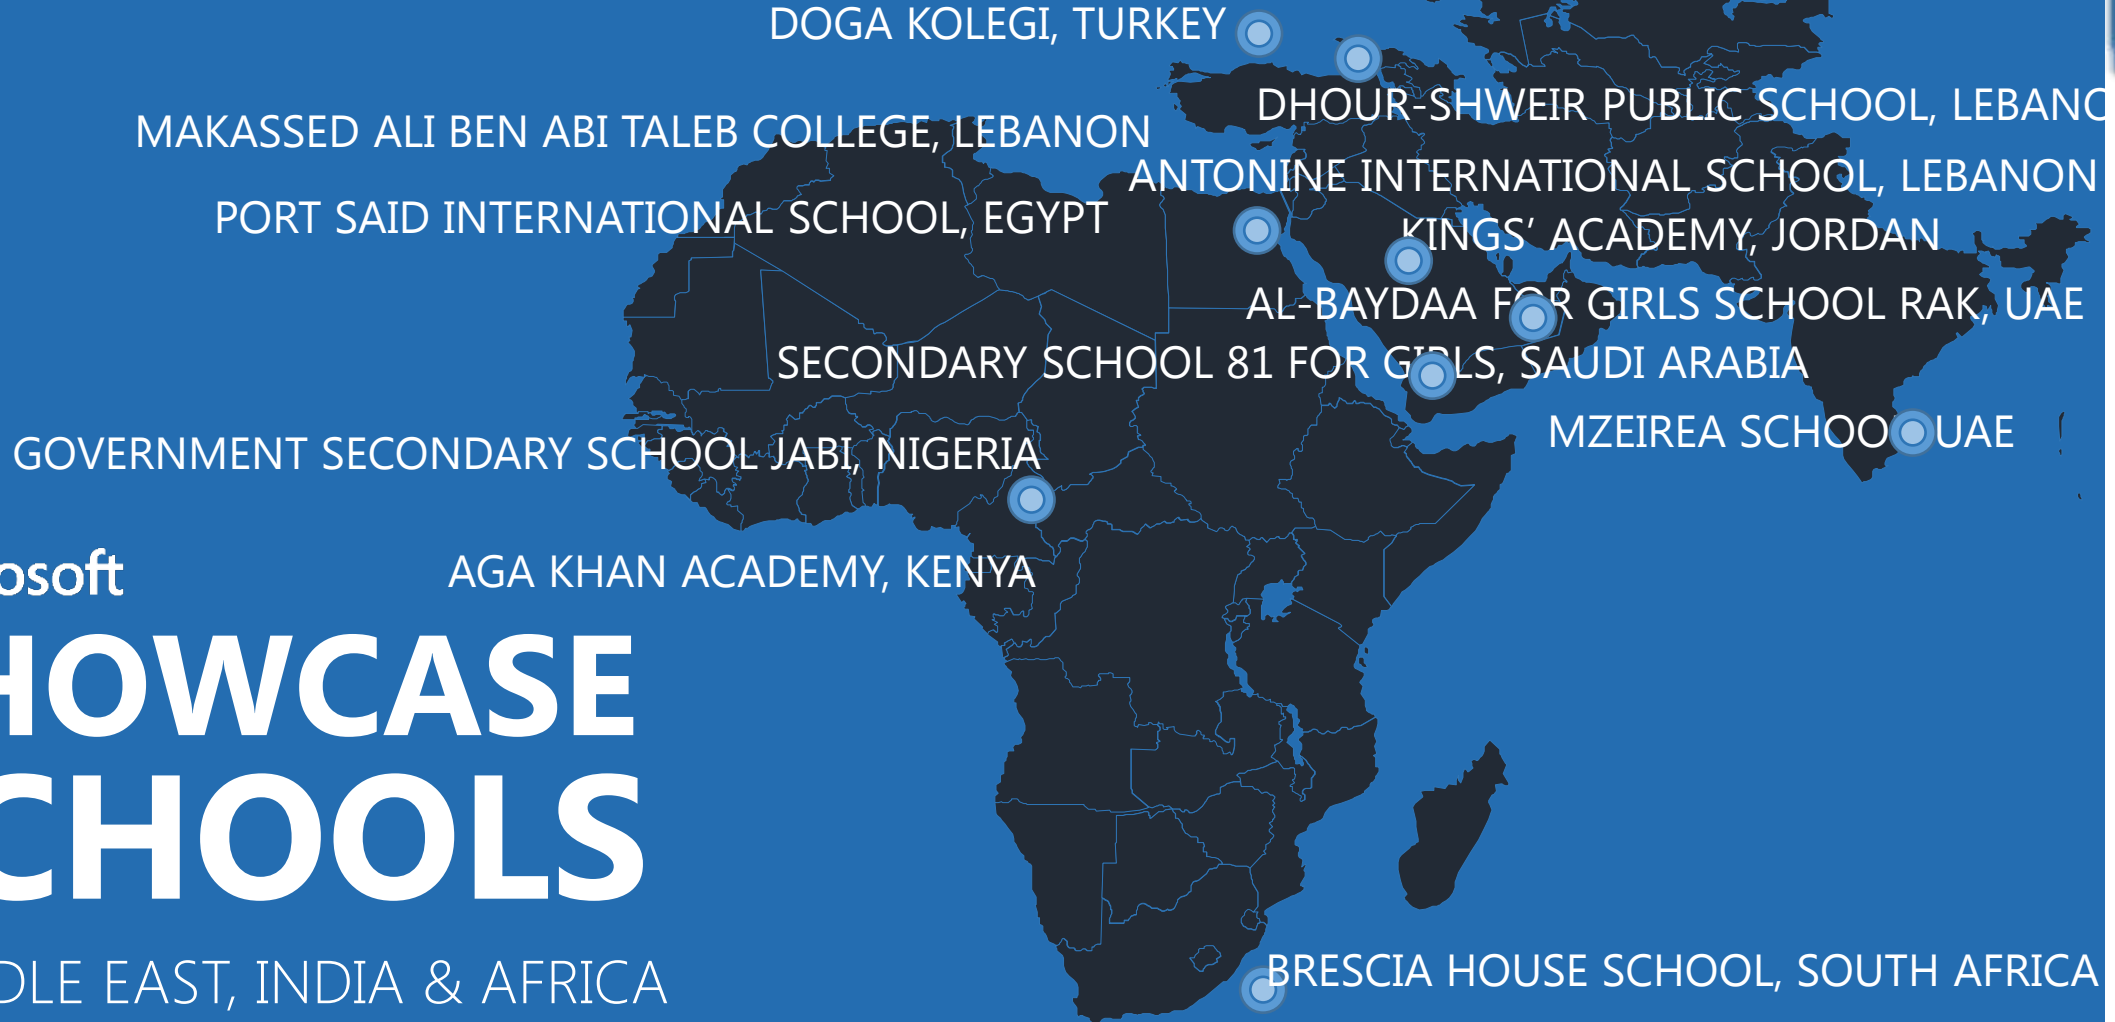 DOGA KOLEGI, TURKEY
DHOUR-SHWEIR PUBLIC SCHOOL, LEBANO
MAKASSED ALI BEN ABI TALEB COLLEGE, LEBANON
ANTONINE INTERNATIONAL SCHOOL, LEBANON
PORT SAID INTERNATIONAL SCHOOL, EGYPT
KINGS’ ACADEMY, JORDAN
AL-BAYDAA FOR GIRLS SCHOOL RAK, UAE
SECONDARY SCHOOL 81 FOR GIRLS, SAUDI ARABIA
MZEIREA SCHOOL, UAE
GOVERNMENT SECONDARY SCHOOL JABI, NIGERIA
AGA KHAN ACADEMY, KENYA
osoft
HOWCASE
CHOOLS
DLE EAST, INDIA & AFRICA
BRESCIA HOUSE SCHOOL, SOUTH AFRICA